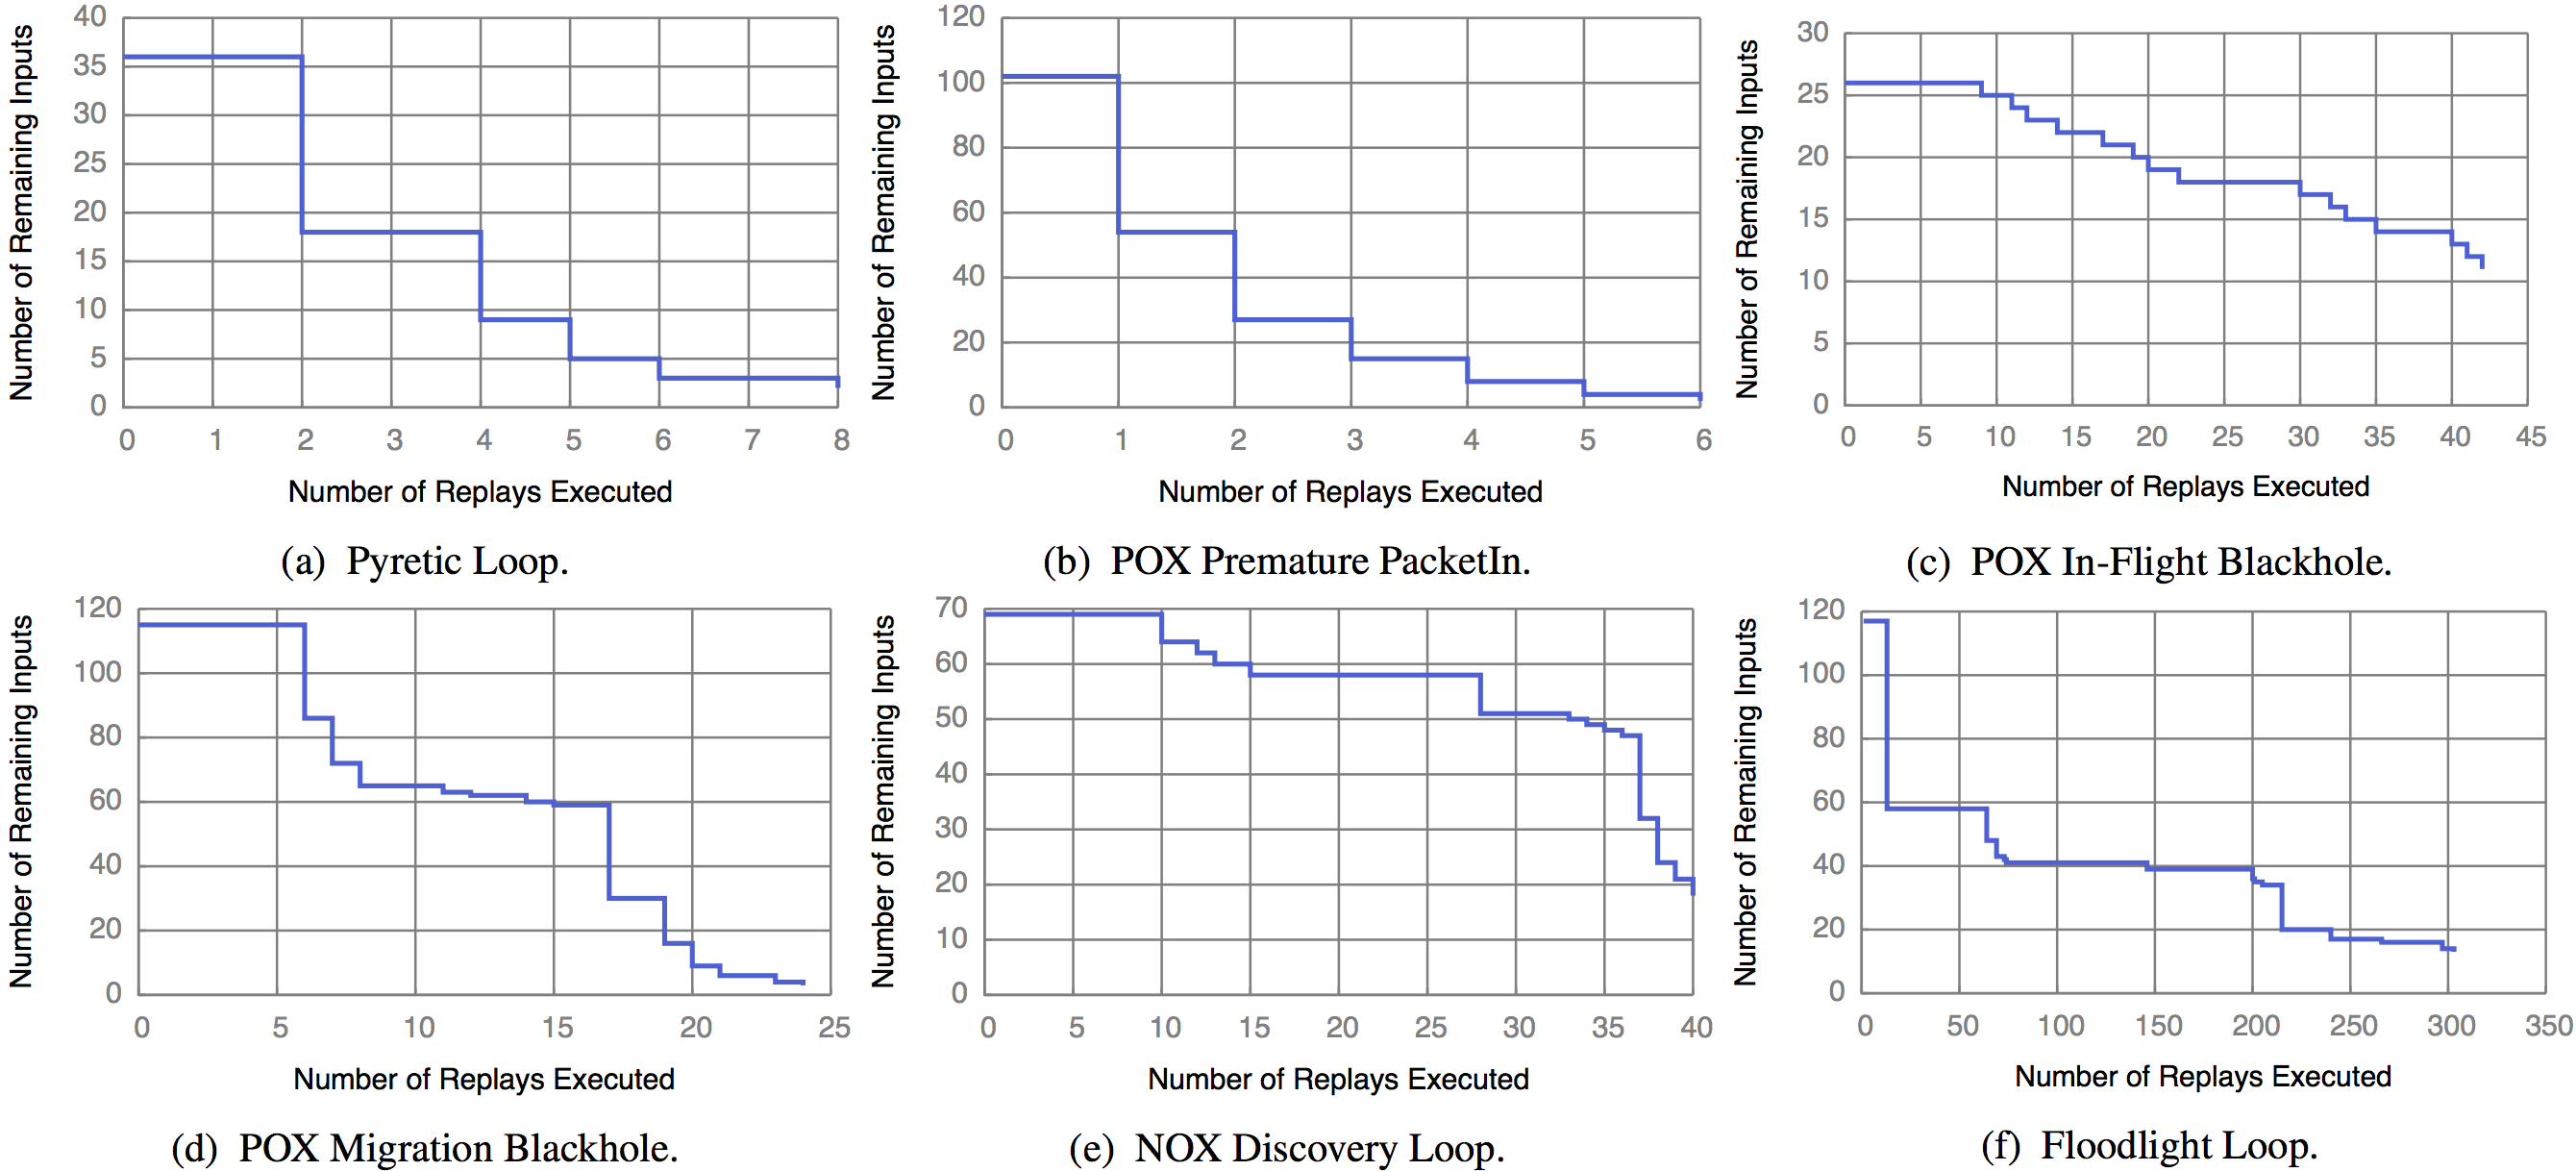 Number of Remaining Inputs
40
35
30
25
20
15
10
5
0
0 1 2 3 4 5 6 7 8
Number of Replays Executed
(a) Pyretic Loop.
Number of Remaining Inputs
120
100
80
60
40
20
0
0 1 2 3 4 5 6
Number of Replays Executed
(b) POX Premature PacketIn.
Number of Remaining Inputs
30
25
20
15
10
5
0
0 5 10 15 20 25 30 35 40 45
Number of Replays Executed
(c) POX In-Flight Blackhole.
Number of Remaining Inputs
120
100
80
60
40
20
0
0 5 10 15 20 25
Number of Replays Executed
(d) POX Migration Blackhole.
Number of Remaining Inputs
70
60
50
40
30
20
10
0
0 5 10 15 20 25 30 35 40
Number of Replays Executed
(e) NOX Discovery Loop.
Number of Remaining Inputs
120
100
80
60
40
20
0
0 50 100 150 200 250 300 350
Number of Replays Executed
(f) Floodlight Loop.